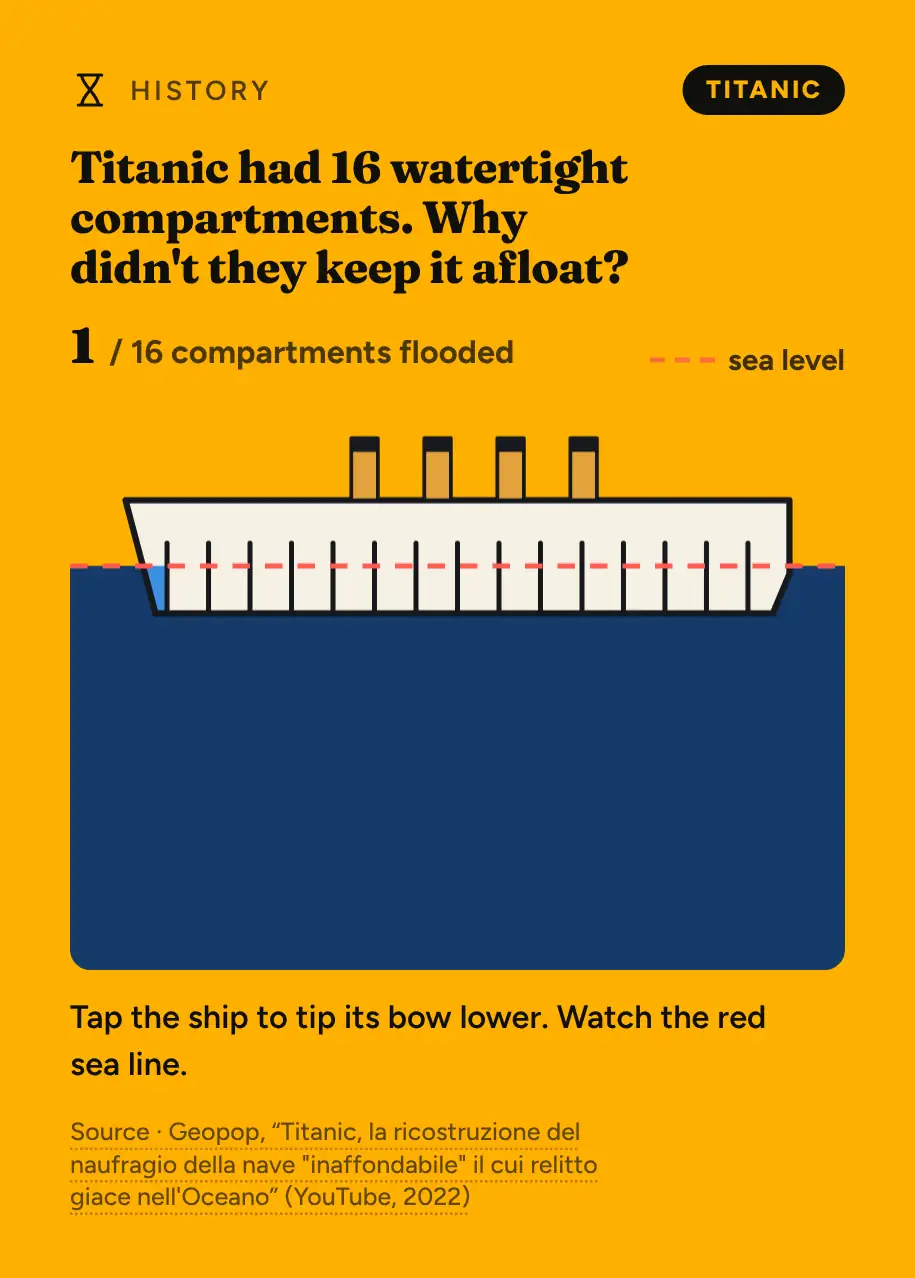 HISTORY
TITANIC
Titanic had 16 watertight
compartments. Why
didn't they keep it afloat?
1 / 16 compartments flooded
sea level
Tap the ship to tip its bow lower. Watch the red
sea line.
Source · Geopop, “Titanic, la ricostruzione del
naufragio della nave "inaffondabile" il cui relitto
giace nell'Oceano” (YouTube, 2022)